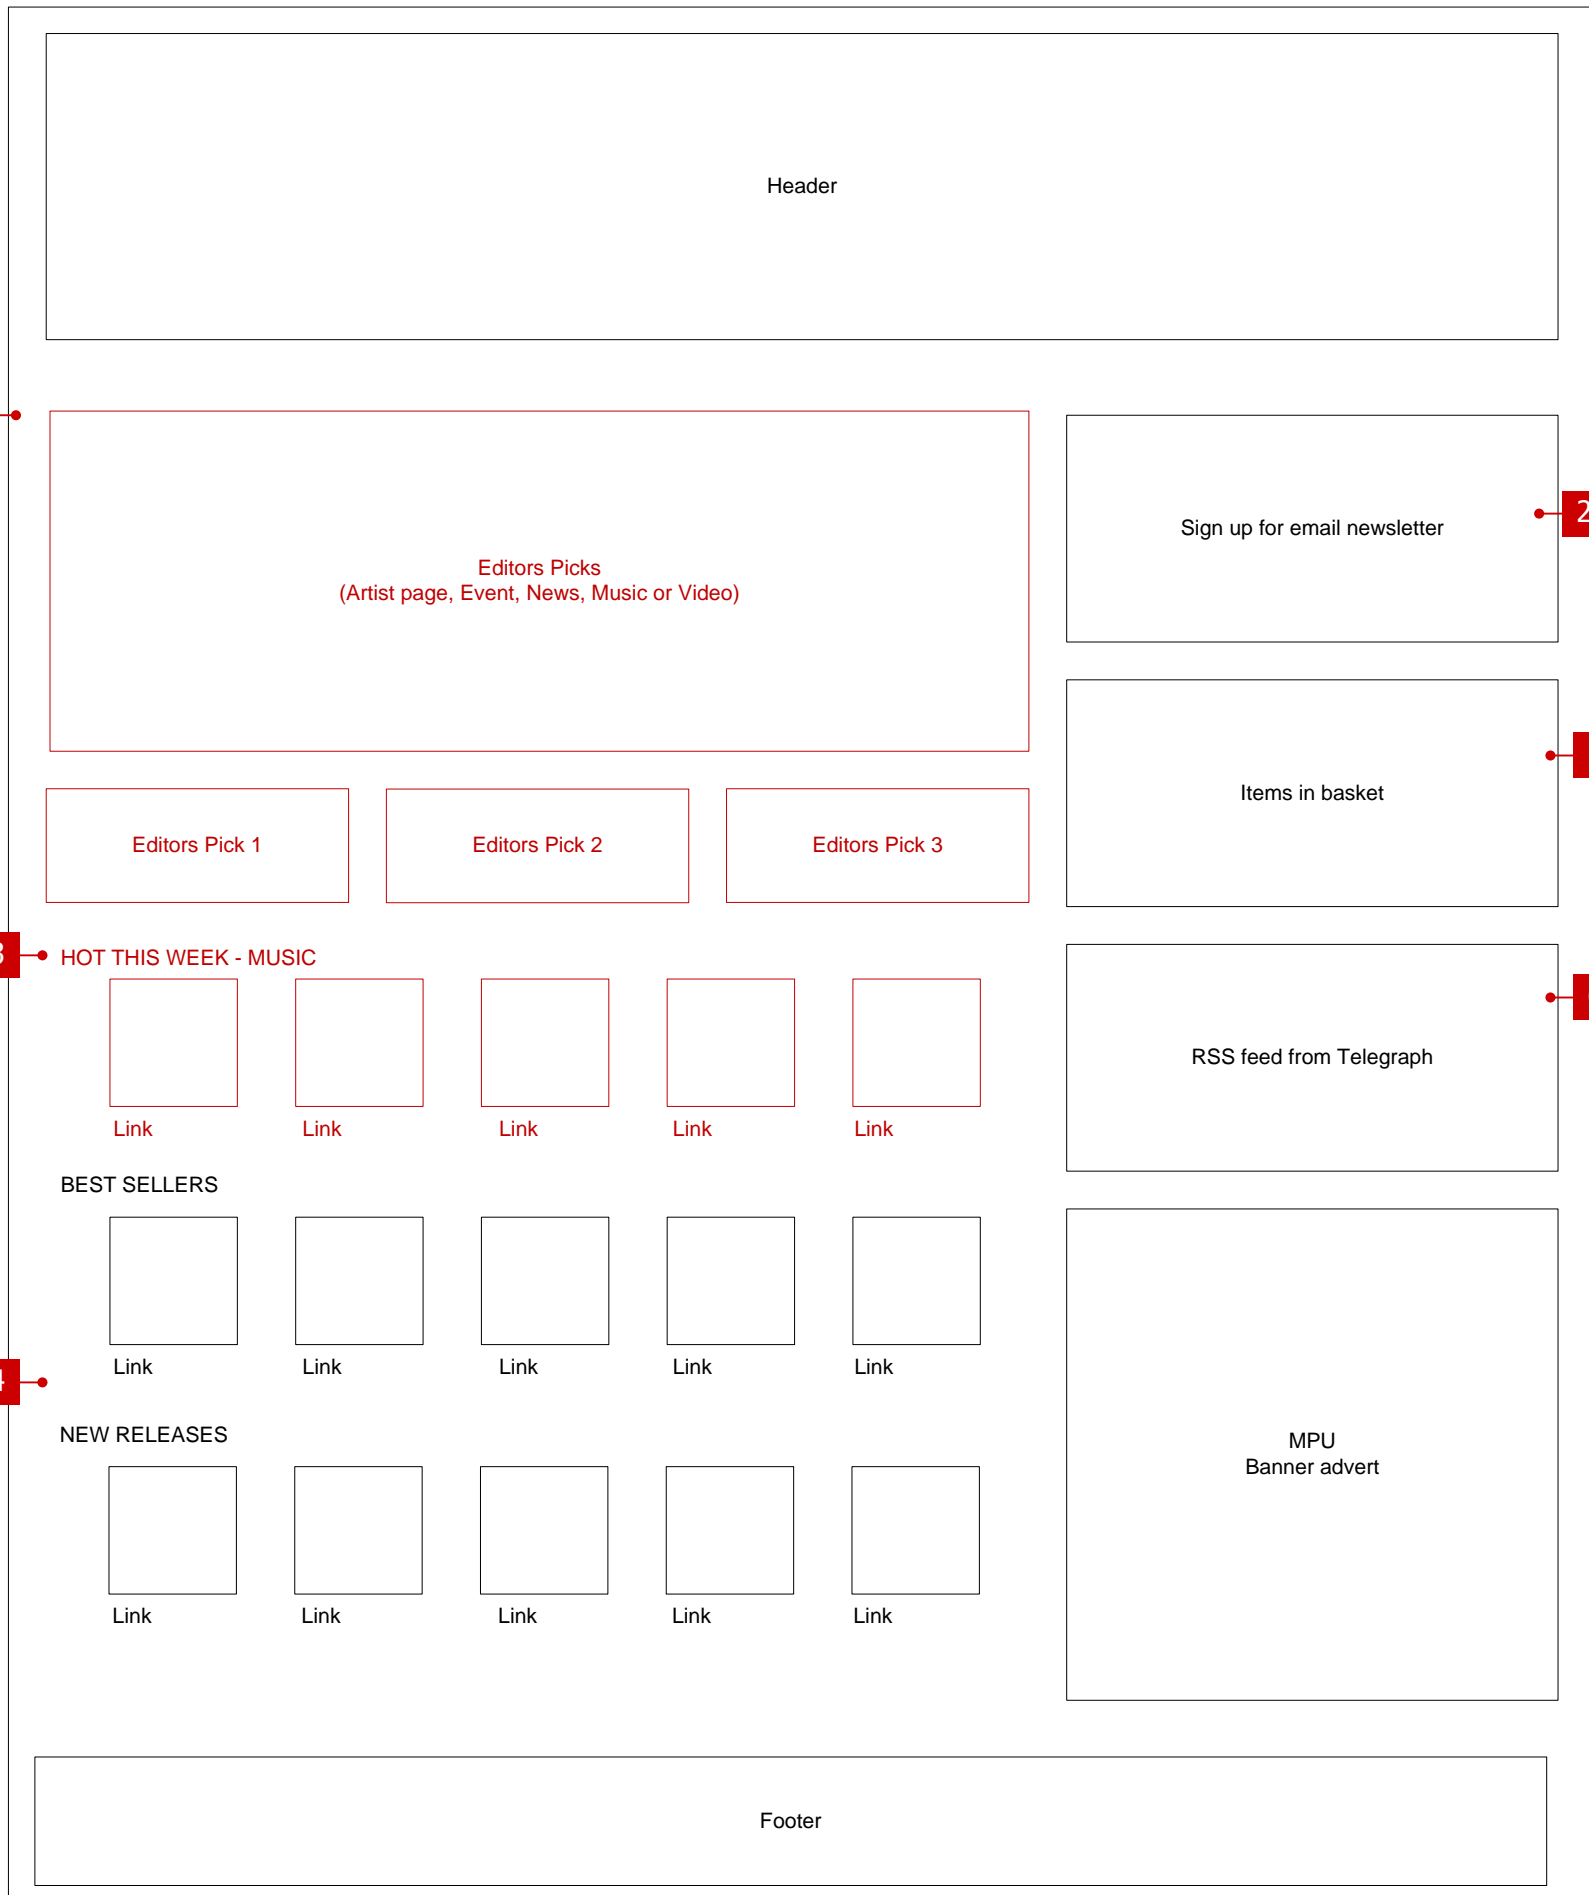 Header
Editors Picks
(Artist page, Event, News, Music or Video)
Sign up for email newsletter
2
Items in basket
Editors Pick 1
Editors Pick 2
Editors Pick 3
3
HOT THIS WEEK - MUSIC
Link
Link
Link
Link
Link
RSS feed from Telegraph
BEST SELLERS
Link
Link
Link
Link
Link
4
NEW RELEASES
Link
Link
Link
Link
Link
MPU
Banner advert
Footer